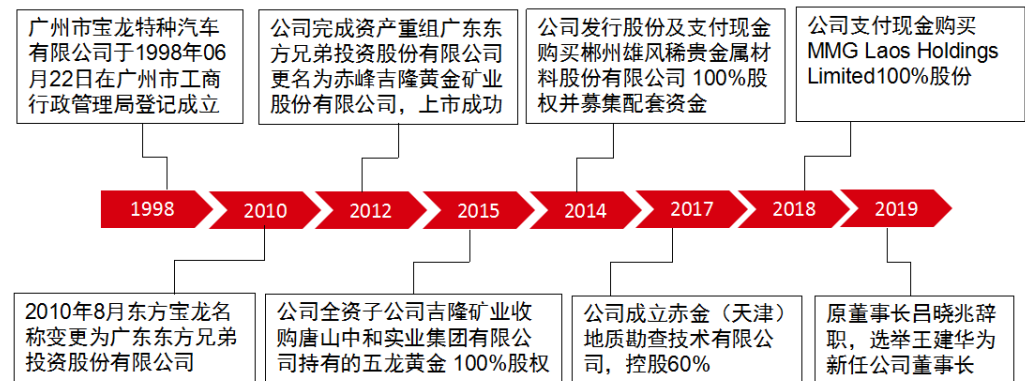 广州市宝龙特种汽车
有限公司于1998年06
月22日在广州市工商
行政管理局登记成立
公司完成资产重组广东东
方兄弟投资股份有限公司
更名为赤峰吉隆黄金矿业
股份有限公司，上市成功
公司发行股份及支付现金
购买郴州雄风稀贵金属材
料股份有限公司 100%股
权并募集配套资金
公司支付现金购买
MMG Laos Holdings
Limited100%股份
1998
2010
2012
2015
2014
2017
2018
2019
2010年8月东方宝龙名
称变更为广东东方兄弟
投资股份有限公司
公司全资子公司吉隆矿业收
购唐山中和实业集团有限公
司持有的五龙黄金 100%股权
公司成立赤金（天津）
地质勘查技术有限公
司，控股60%
原董事长吕晓兆辞
职，选举王建华为
新任公司董事长